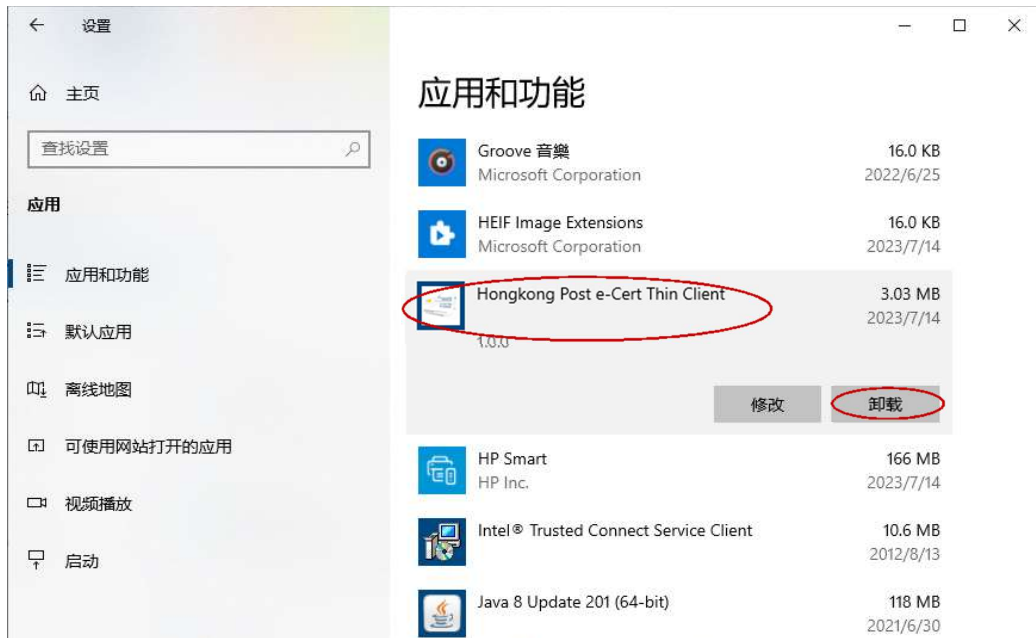 设置
主页
查找设置
应用
应用和功能
默认应用
离线地图
可使用网站打开的应用
视频播放
启动
应用和功能
Groove 音樂 16.0 KB
Microsoft Corporation 2022/6/25
HEIF Image Extensions 16.0 KB
Microsoft Corporation 2023/7/14
Hongkong Post e-Cert Thin Client 3.03 MB
2023/7/14
1.0.0
修改 卸载
HP Smart 166 MB
HP Inc. 2023/7/14
Intel® Trusted Connect Service Client 10.6 MB
2012/8/13
Java 8 Update 201 (64-bit) 118 MB
2021/6/30